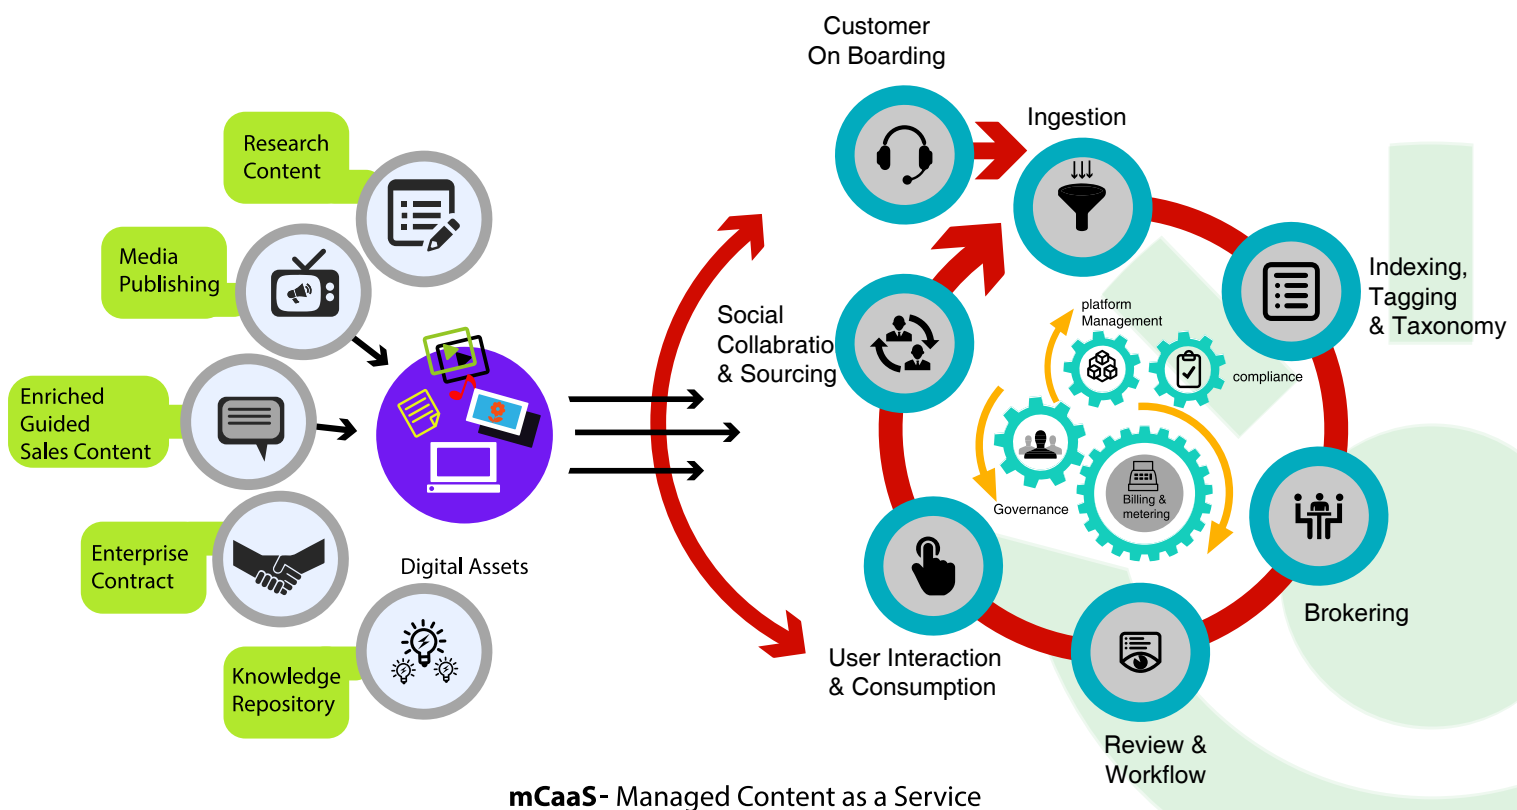 Customer
On Boarding
Ingestion
Research
Content
Media
Publishing
Indexing,
Tagging
& Taxonomy
platform
Management
Social
Collabratio
& Sourcing
compliance
Enriched
Guided
Sales Content
Billing &
metering
Governance
Enterprise
Contract
Digital Assets
Brokering
User Interaction
& Consumption
Knowledge
Repository
Review &
Workflow
mCaaS- Managed Content as a Service